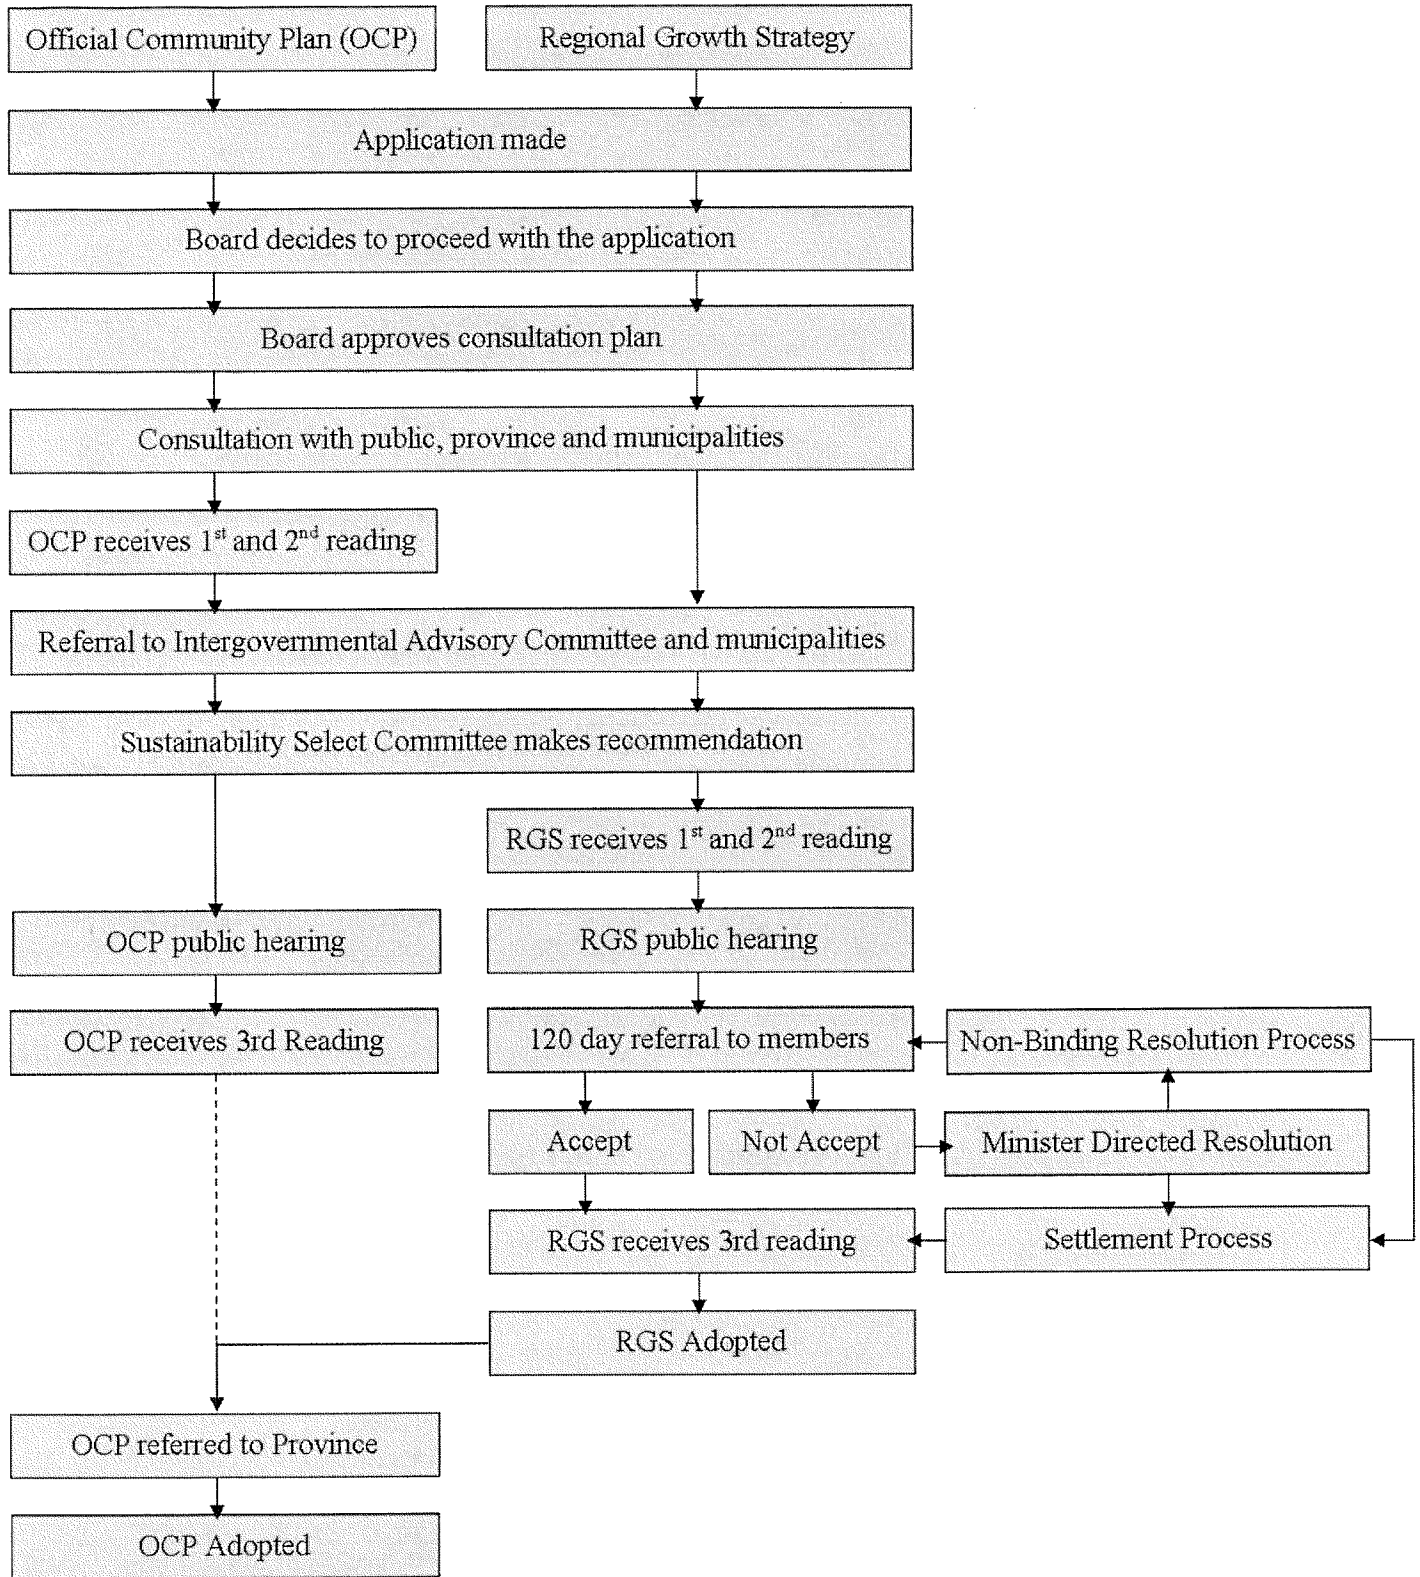 Official Community Plan (OCP)
Regional Growth Strategy
Application made
Board decides to proceed with the application
Board approves consultation plan
Consultation with public, province and municipalities
OCP receives 1st and 2nd reading
Referral to Intergovernmental Advisory Committee and municipalities
Sustainability Select Committee makes recommendation
RGS receives 1st and 2nd reading
OCP public hearing
RGS public hearing
OCP receives 3rd Reading
120 day referral to members
Non-Binding Resolution Process
Accept
Not Accept
Minister Directed Resolution
RGS receives 3rd reading
Settlement Process
RGS Adopted
OCP referred to Province
OCP Adopted